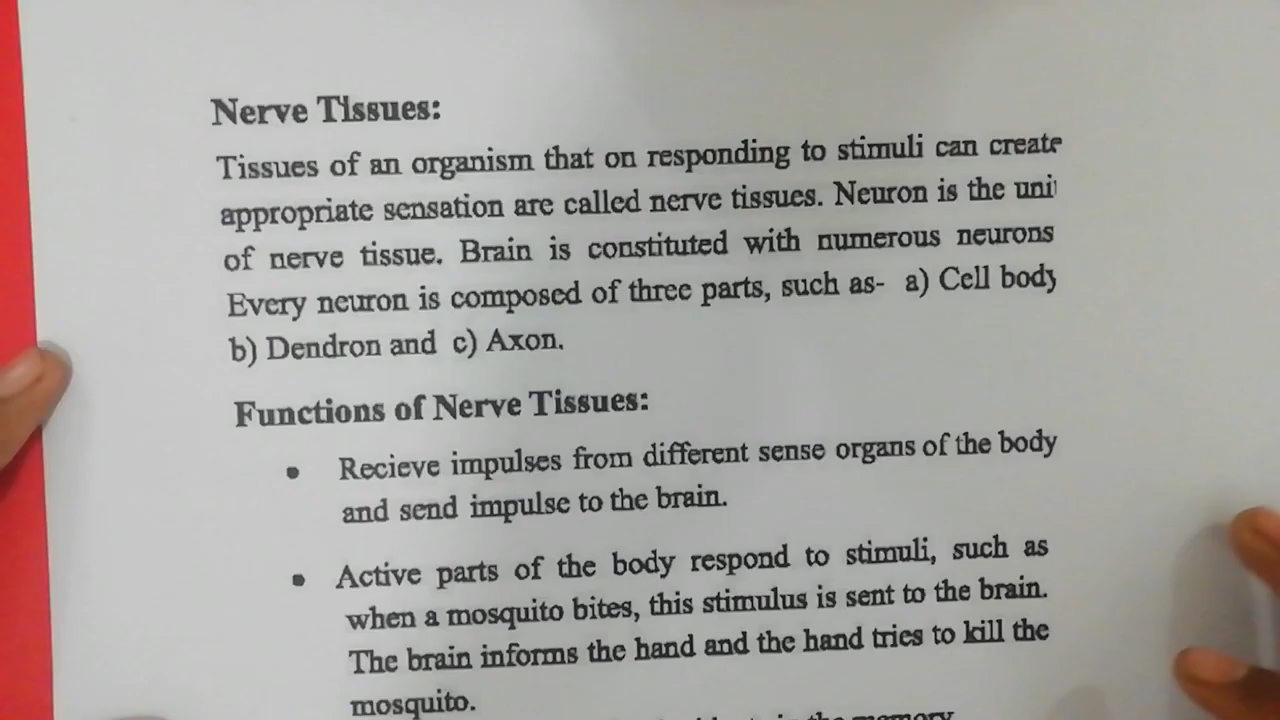 Nerve Tissues:
Tissues of an organism that on responding to stimuli can create
appropriate sensation are called nerve tissues. Neuron is the unit
of nerve tissue. Brain is constituted with numerous neurons
Every neuron is composed of three parts, such as- a) Cell body
b) Dendron and c) Axon.
Functions of Nerve Tissues:
• Recieve impulses from different sense organs of the body
and send impulse to the brain.
• Active parts of the body respond to stimuli, such as
when a mosquito bites, this stimulus is sent to the brain.
The brain informs the hand and the hand tries to kill the
mosquito.
in the memory